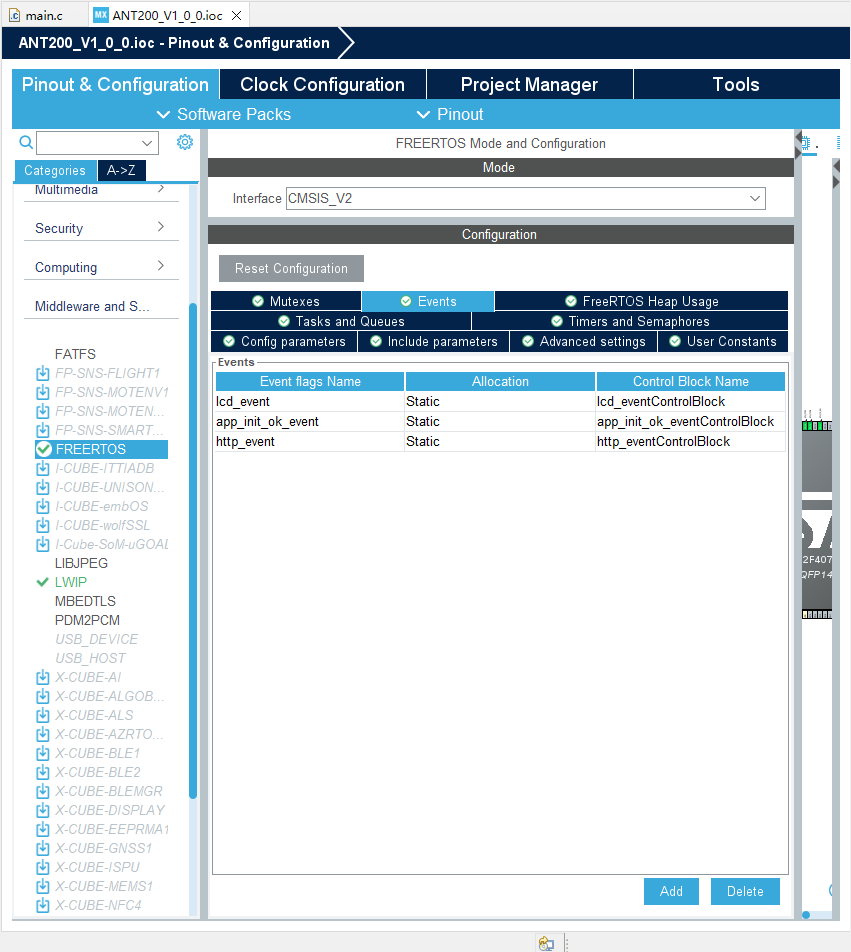 main.c
MX ANT200_V1_0_0.ioc
ANT200_V1_0_0.ioc - Pinout & Configuration
Pinout & Configuration
Clock Configuration
Project Manager
Tools
Software Packs
Pinout
Categories
A->Z
Multimedia
Security
Computing
Middleware and S...
FATFS
FP-SNS-FLIGHT1
FP-SNS-MOTENV1
FP-SNS-MOTEN...
FP-SNS-SMART...
FREERTOS
I-CUBE-ITTIADB
I-CUBE-UNISON...
I-CUBE-embOS
I-CUBE-wolfSSL
I-Cube-SoM-uGOAL
LIBJPEG
LWIP
MBEDTLS
PDM2PCM
USB_DEVICE
USB_HOST
X-CUBE-AI
X-CUBE-ALGOB...
X-CUBE-ALS
X-CUBE-AZRTO...
X-CUBE-BLE1
X-CUBE-BLE2
X-CUBE-BLEMGR
X-CUBE-DISPLAY
X-CUBE-EEPRMA1
X-CUBE-GNSS1
X-CUBE-ISPU
X-CUBE-MEMS1
X-CUBE-NFC4
FREERTOS Mode and Configuration
Mode
Interface CMSIS_V2
Configuration
Reset Configuration
Mutexes
Events
FreeRTOS Heap Usage
Tasks and Queues
Timers and Semaphores
Config parameters
Include parameters
Advanced settings
User Constants
Events
Event flags Name Allocation Control Block Name
lcd_event Static lcd_eventControlBlock
app_init_ok_event Static app_init_ok_eventControlBlock
http_event Static http_eventControlBlock
Add
Delete
2F407
QFP14